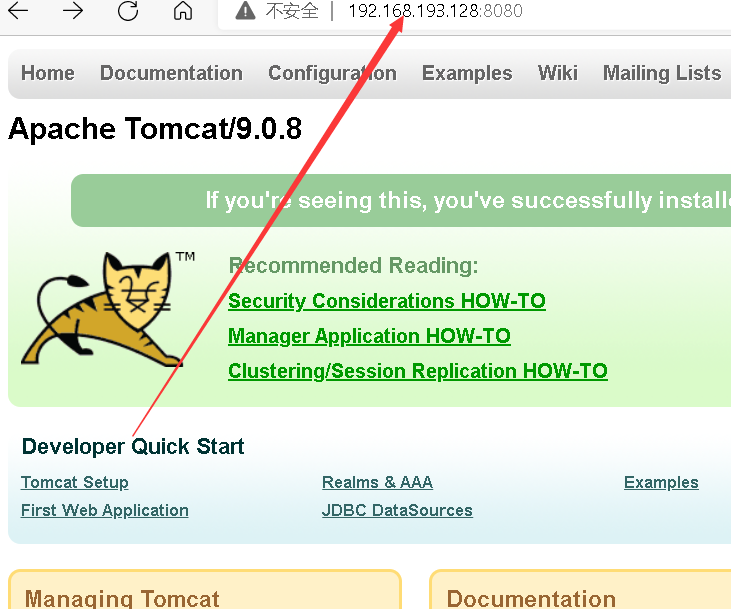 不安全 | 192.168.193.128:8080
Home Documentation Configuration Examples Wiki Mailing Lists
Apache Tomcat/9.0.8
If you're seeing this, you've successfully installe
TM
Recommended Reading:
Security Considerations HOW-TO
Manager Application HOW-TO
Clustering/Session Replication HOW-TO
Developer Quick Start
Tomcat Setup Realms & AAA Examples
First Web Application JDBC DataSources
Managing Tomcat Documentation